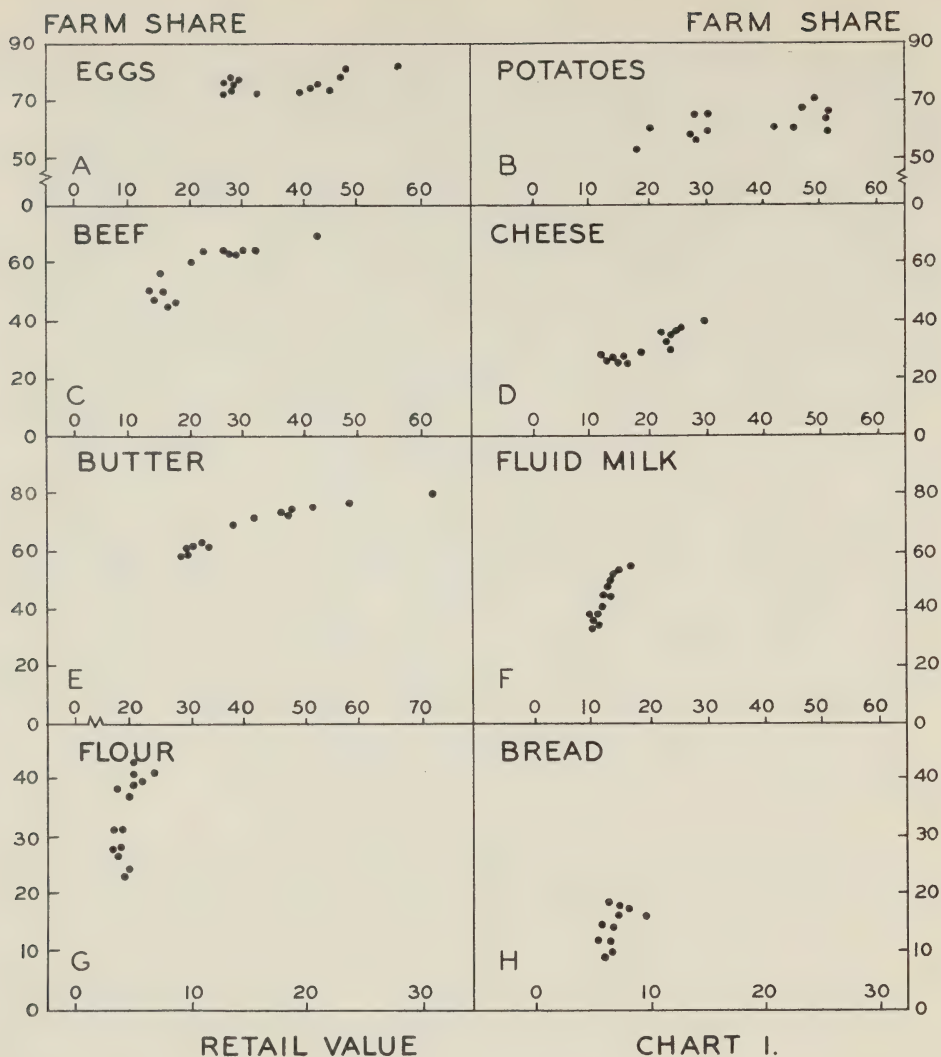 FARM SHARE FARM SHARE
90 90
EGGS POTATOES
70 70
50 50
A B
0 10 20 30 40 50 60 0 10 20 30 40 50 60
0 0
BEEF CHEESE
60 60
40 40
20 20
C D
0 10 20 30 40 50 60 0 10 20 30 40 50 60
0 0
BUTTER FLUID MILK
80 80
60 60
40 40
20 20
E F
0 20 30 40 50 60 70 0 10 20 30 40 50 60
0 0
FLOUR BREAD
40 40
30 30
20 20
10 10
G H
0 10 20 30 0 10 20 30
0 0
RETAIL VALUE CHART I.